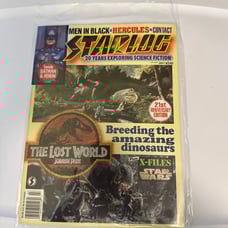 MEN IN BLACK • HERCULES • CONTACT
STARLOG
20 YEARS EXPLORING SCIENCE FICTION
BATMAN
& ROBIN
21st
ANNIVERSARY
EDITION
Breeding the
amazing
dinosaurs
THE LOST WORLD
JURASSIC PARK
X-FILES
STAR
WARS